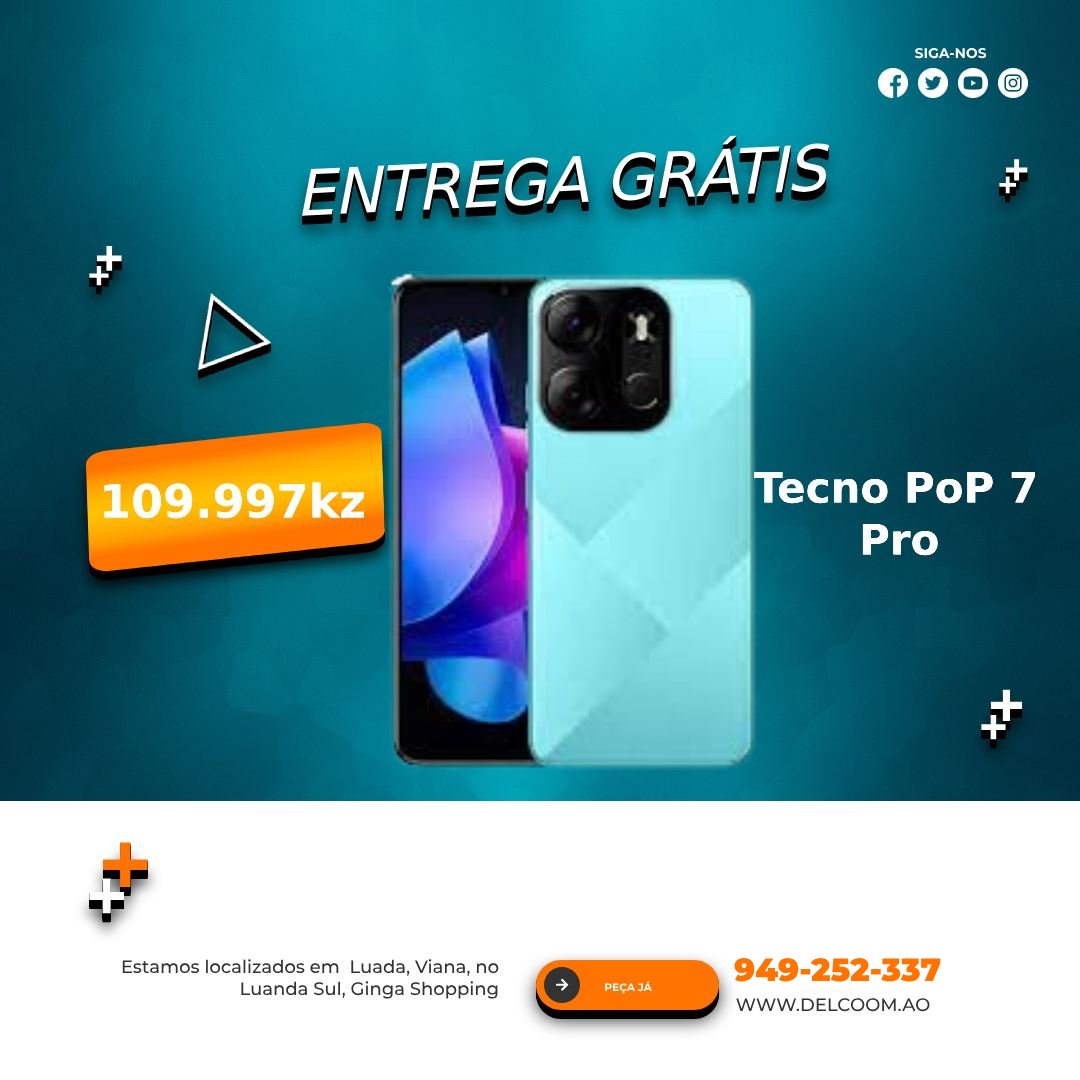 SIGA-NOS
ENTREGA GRÁTIS
109.997kz
Tecno PoP 7
Pro
Estamos localizados em  Luada, Viana, no
Luanda Sul, Ginga Shopping
PEÇA JÁ
949-252-337
WWW.DELCOOM.AO